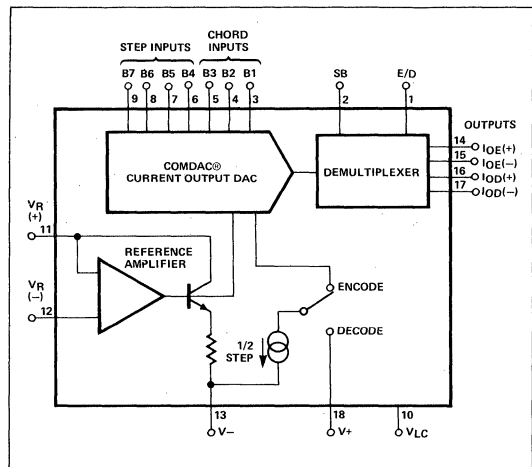 STEP INPUTS
CHORD
INPUTS
B7 B6 B5 B4 B3 B2 B1 SB E/D
9 8 7 6 5 4 3 2 1
OUTPUTS
COMDAC®
CURRENT OUTPUT DAC
DEMULTIPLEXER
14 IOE(+)
15 IOE(−)
16 IOD(+)
17 IOD(−)
VR
(+)
11
REFERENCE
AMPLIFIER
VR
(−)
12
ENCODE
DECODE
1/2
STEP
13 18 10
V− V+ VLC